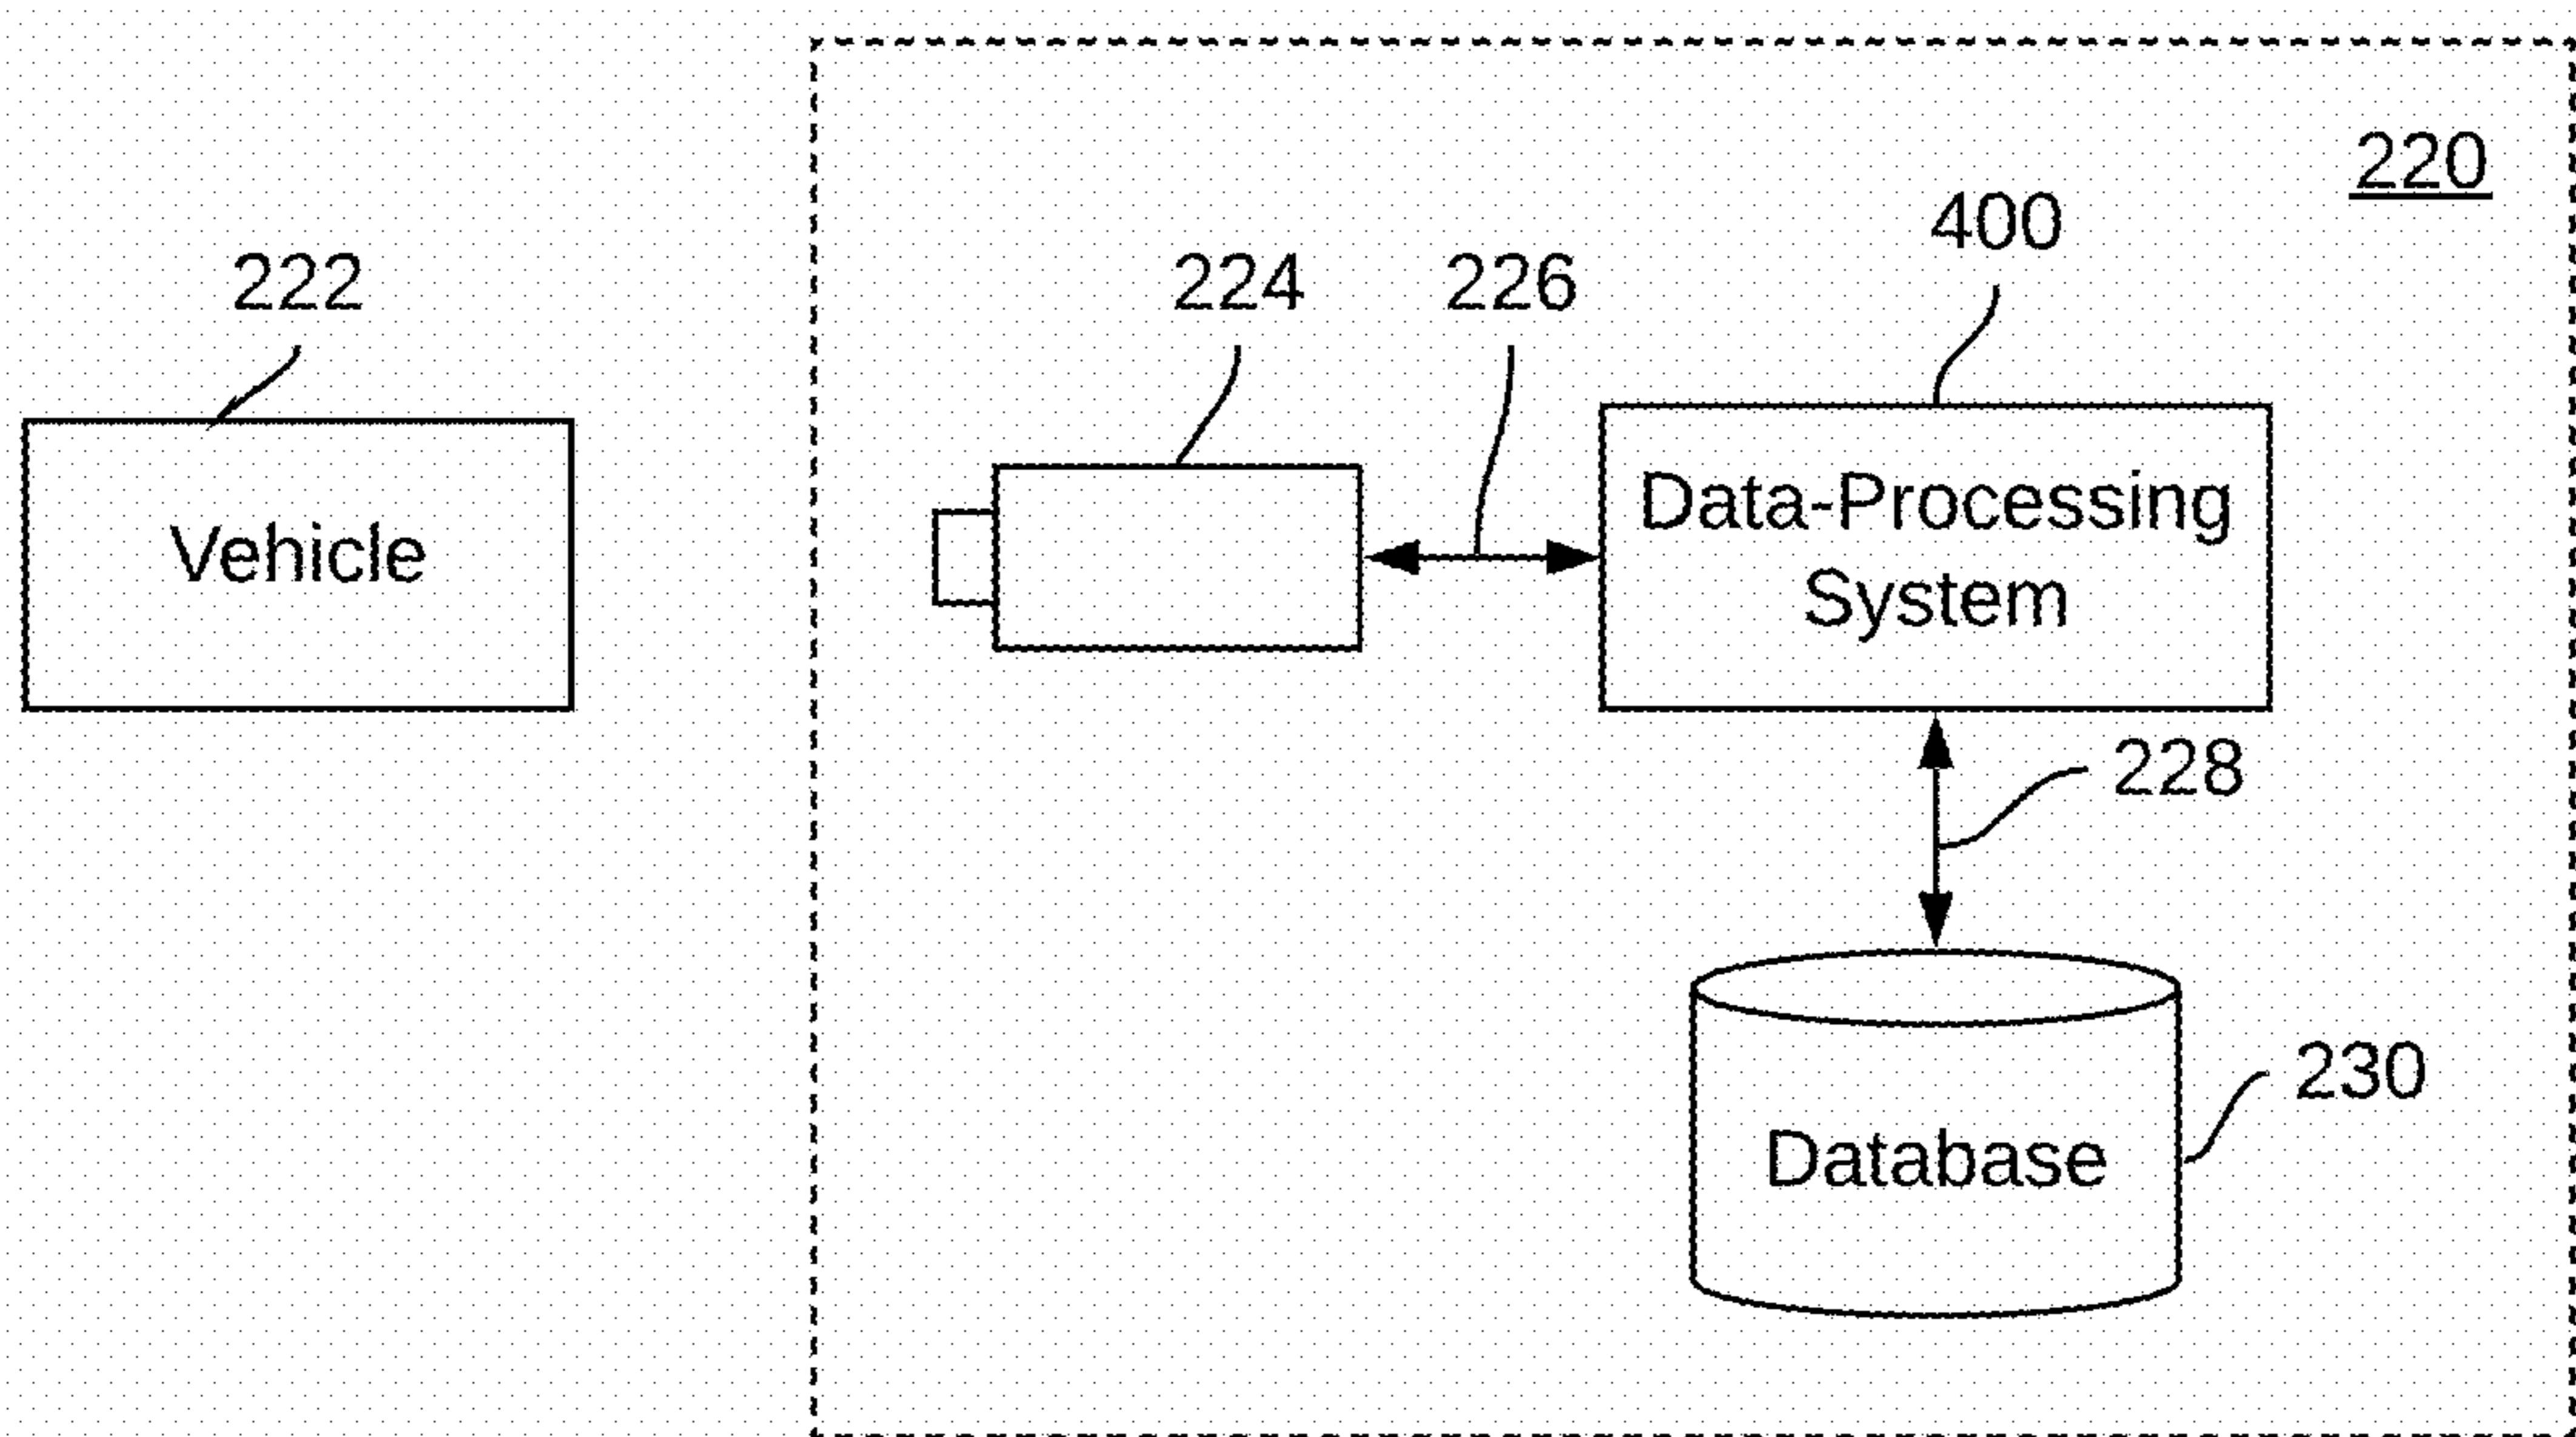 220
400
222
224
226
Vehicle
Data-Processing
System
228
230
Database